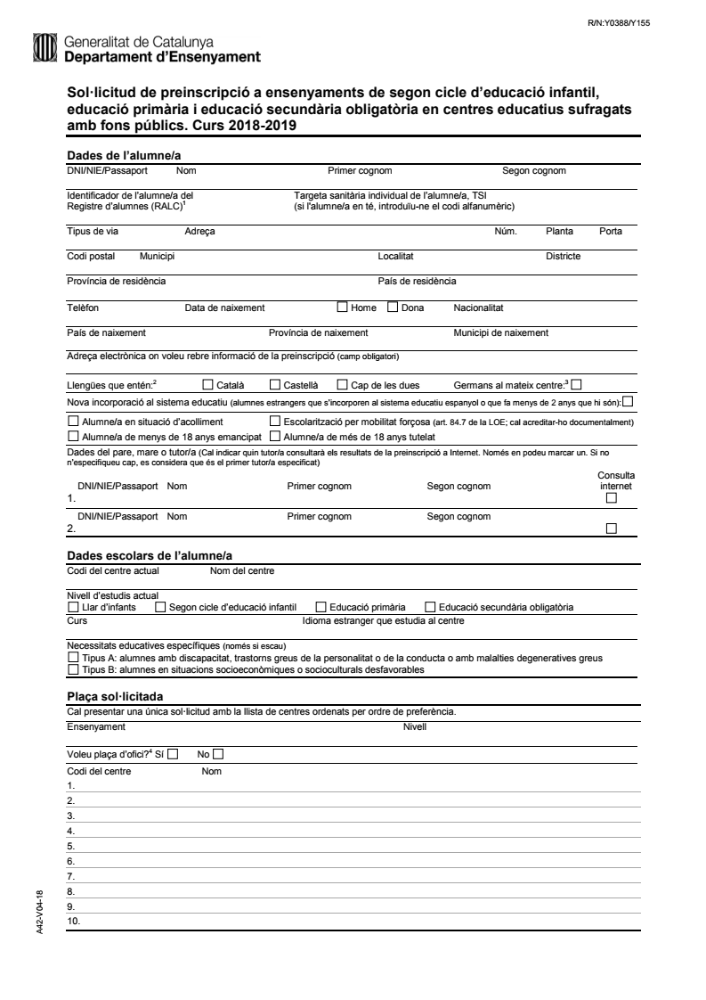 R/N:Y0388/Y155
Generalitat de Catalunya
Departament d'Ensenyament
Sol·licitud de preinscripció a ensenyaments de segon cicle d'educació infantil,
educació primària i educació secundària obligatòria en centres educatius sufragats
amb fons públics. Curs 2018-2019
Dades de l'alumne/a
DNI/NIE/Passaport Nom Primer cognom Segon cognom
Identificador de l'alumne/a del Targeta sanitària individual de l'alumne/a, TSI
Registre d'alumnes (RALC)¹ (si l'alumne/a en té, introduïu-ne el codi alfanumèric)
Tipus de via Adreça Núm. Planta Porta
Codi postal Municipi Localitat Districte
Província de residència País de residència
Telèfon Data de naixement Home Dona Nacionalitat
País de naixement Província de naixement Municipi de naixement
Adreça electrònica on voleu rebre informació de la preinscripció (camp obligatori)
Llengües que entén:² Català Castellà Cap de les dues Germans al mateix centre:³
Nova incorporació al sistema educatiu (alumnes estrangers que s'incorporen al sistema educatiu espanyol o que fa menys de 2 anys que hi són):
Alumne/a en situació d'acolliment Escolarització per mobilitat forçosa (art. 84.7 de la LOE; cal acreditar-ho documentalment)
Alumne/a de menys de 18 anys emancipat Alumne/a de més de 18 anys tutelat
Dades del pare, mare o tutor/a (Cal indicar quin tutor/a consultarà els resultats de la preinscripció a Internet. Només en podeu marcar un. Si no
n'especifiqueu cap, es considera que és el primer tutor/a especificat)
Consulta
DNI/NIE/Passaport Nom Primer cognom Segon cognom internet
1.
DNI/NIE/Passaport Nom Primer cognom Segon cognom
2.
Dades escolars de l'alumne/a
Codi del centre actual Nom del centre
Nivell d'estudis actual
Llar d'infants Segon cicle d'educació infantil Educació primària Educació secundària obligatòria
Curs Idioma estranger que estudia al centre
Necessitats educatives específiques (només si escau)
Tipus A: alumnes amb discapacitat, trastorns greus de la personalitat o de la conducta o amb malalties degeneratives greus
Tipus B: alumnes en situacions socioeconòmiques o socioculturals desfavorables
Plaça sol·licitada
Cal presentar una única sol·licitud amb la llista de centres ordenats per ordre de preferència.
Ensenyament Nivell
Voleu plaça d'ofici?⁴ Sí No
Codi del centre Nom
1.
2.
3.
4.
5.
6.
7.
8.
9.
10.
A42-V04-18